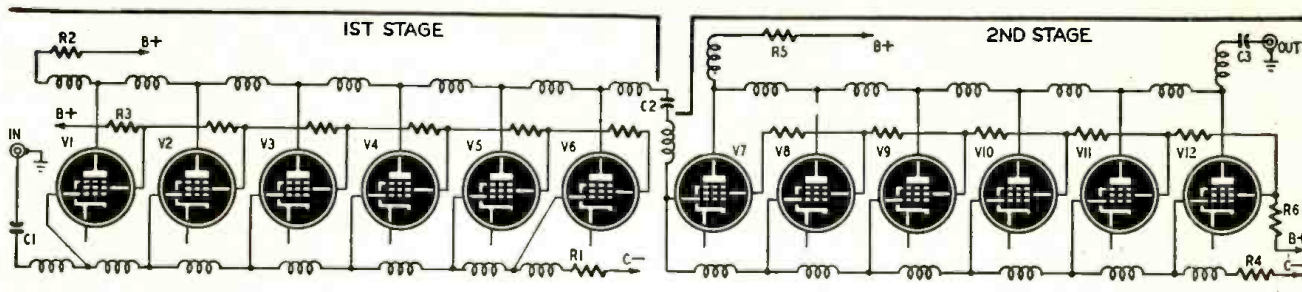 1ST STAGE
2ND STAGE
R2
B+
R5
B+
C3
OUT
C2
B+
R3
IN
V1
V2
V3
V4
V5
V6
V7
V8
V9
V10
V11
V12
R6
B+
C1
R1
C–
R4
C–